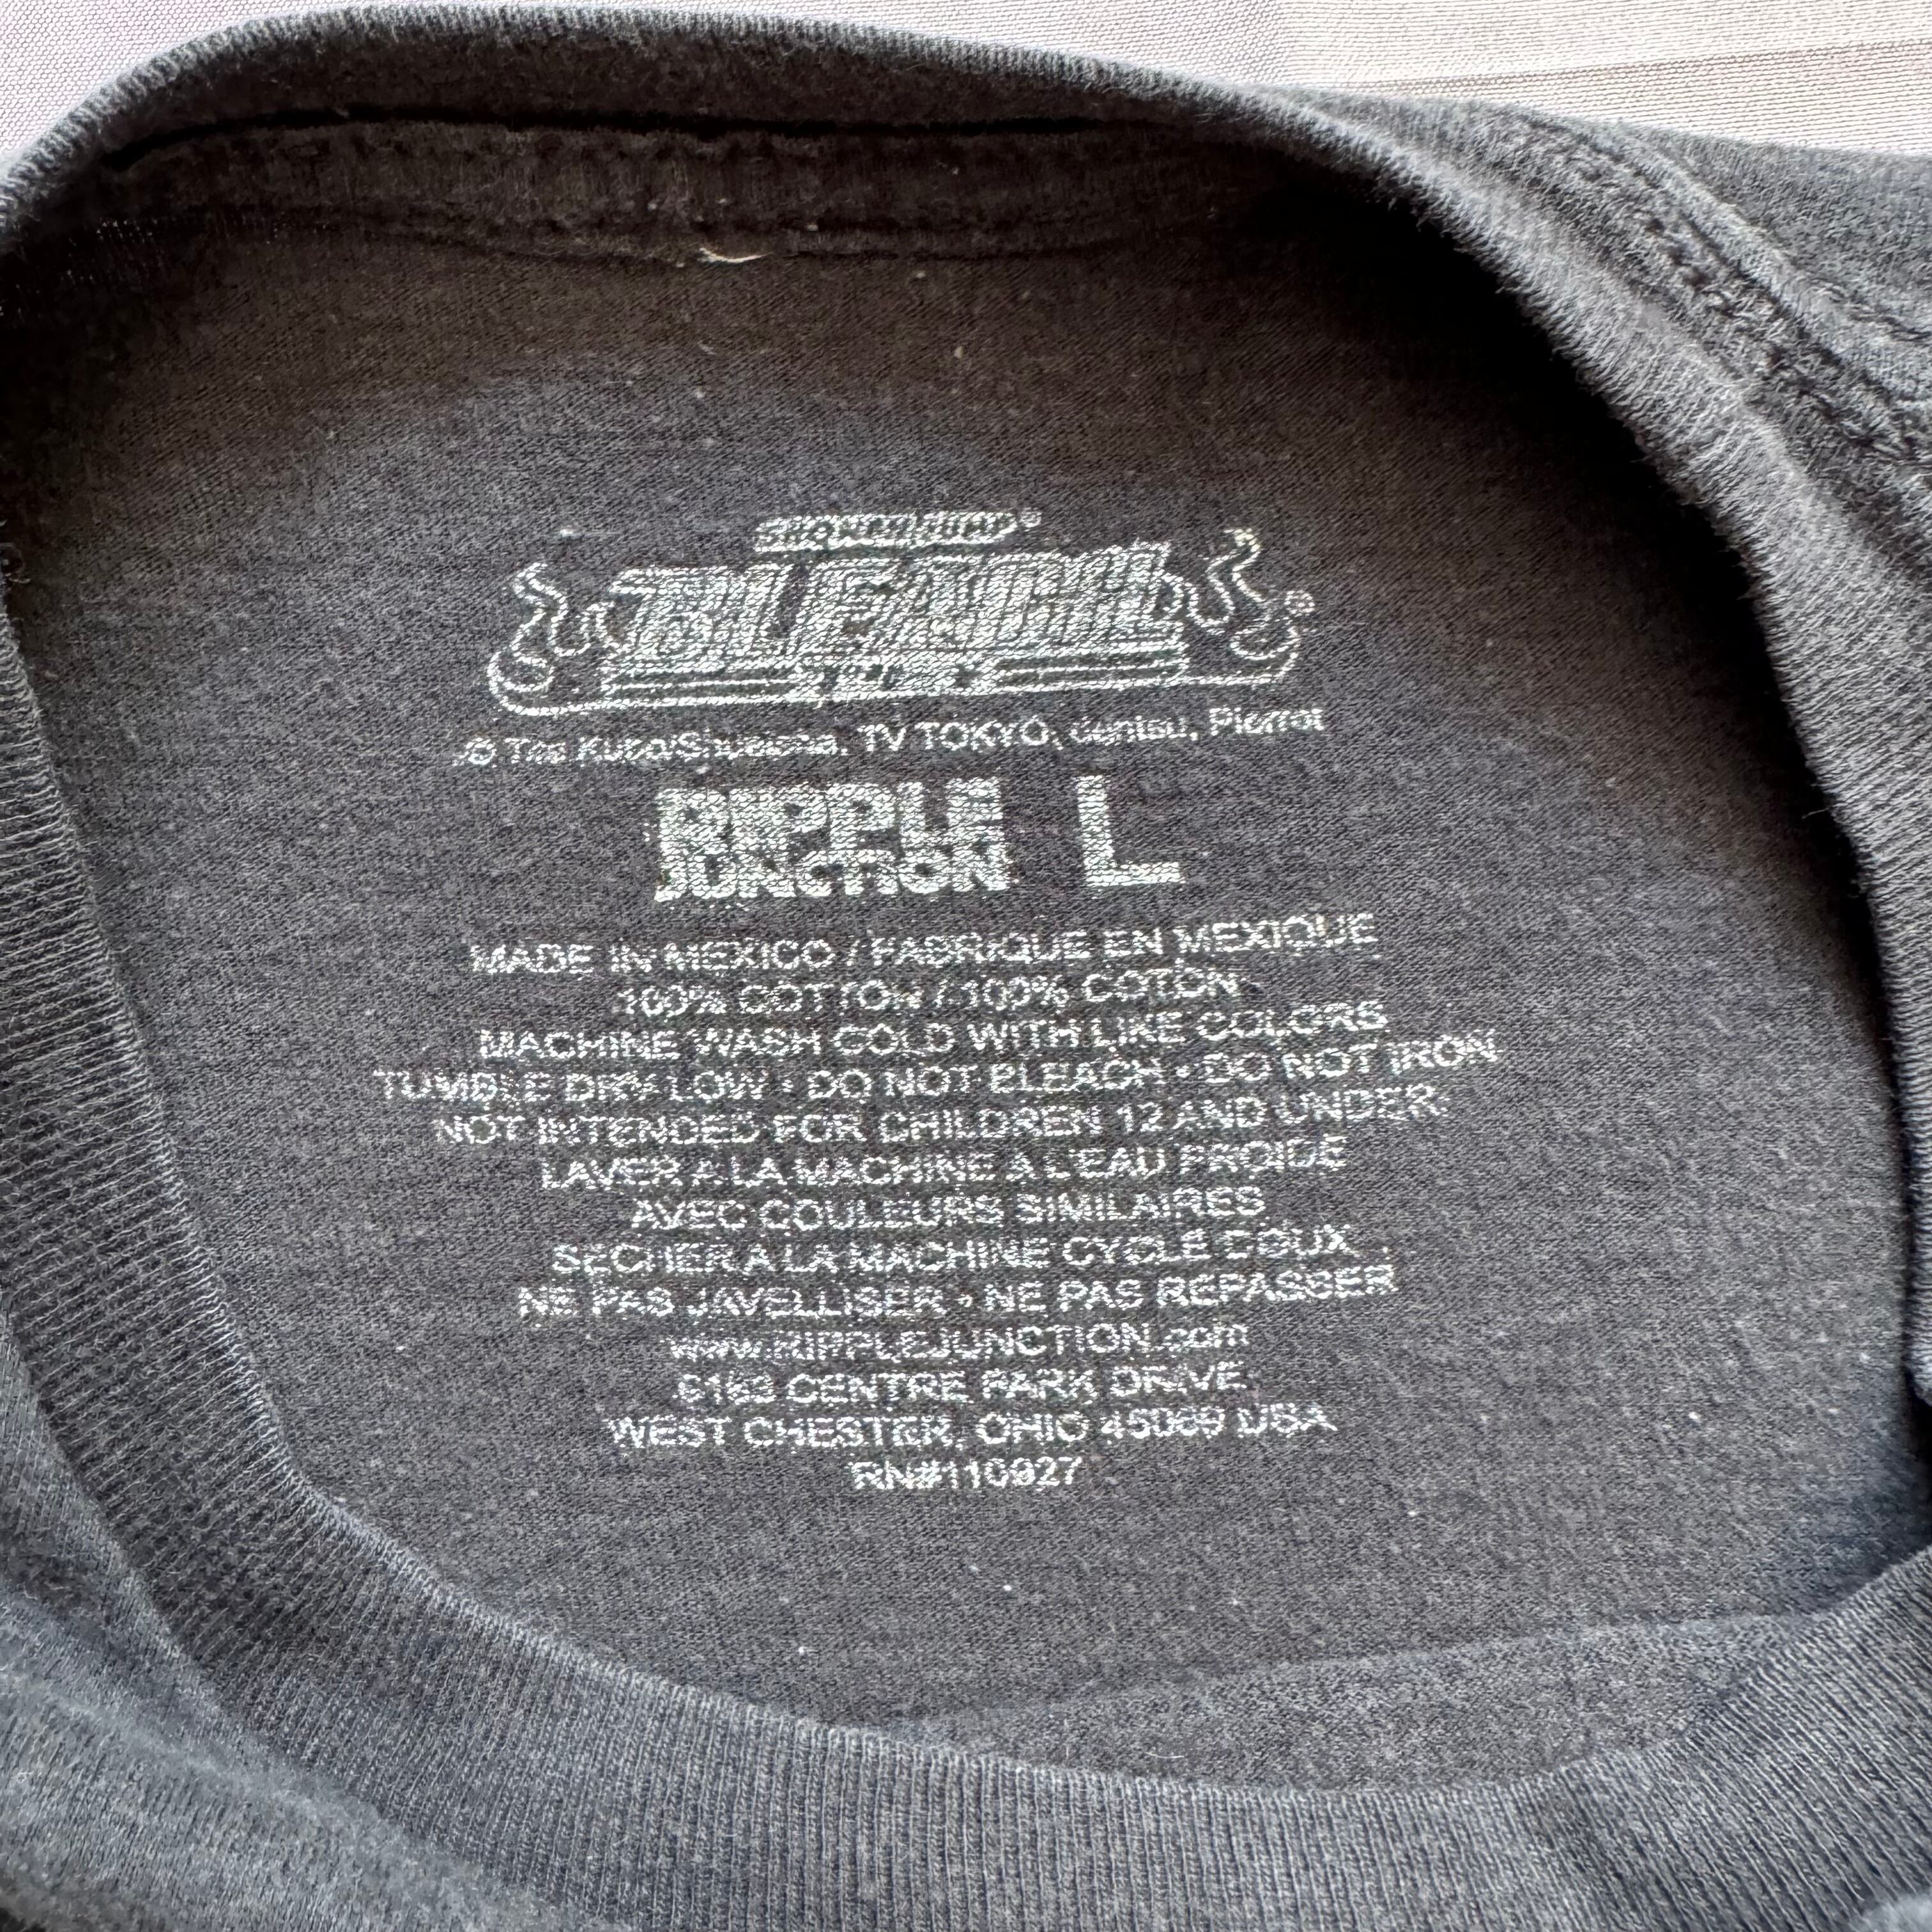 SHONEN JUMP®
BLEACH®
© Tite Kubo/Shueisha, TV TOKYO, dentsu, Pierrot
RIPPLE JUNCTION L
MADE IN MEXICO / FABRIQUE EN MEXIQUE
100% COTTON / 100% COTON
MACHINE WASH COLD WITH LIKE COLORS
TUMBLE DRY LOW • DO NOT BLEACH • DO NOT IRON
NOT INTENDED FOR CHILDREN 12 AND UNDER
LAVER A LA MACHINE A L'EAU FROIDE
AVEC COULEURS SIMILAIRES
SECHER A LA MACHINE CYCLE DOUX
NE PAS JAVELLISER • NE PAS REPASSER
www.RIPPLEJUNCTION.com
CENTRE PARK DRIVE
WEST CHESTER, OHIO 45069 USA
RN#110927